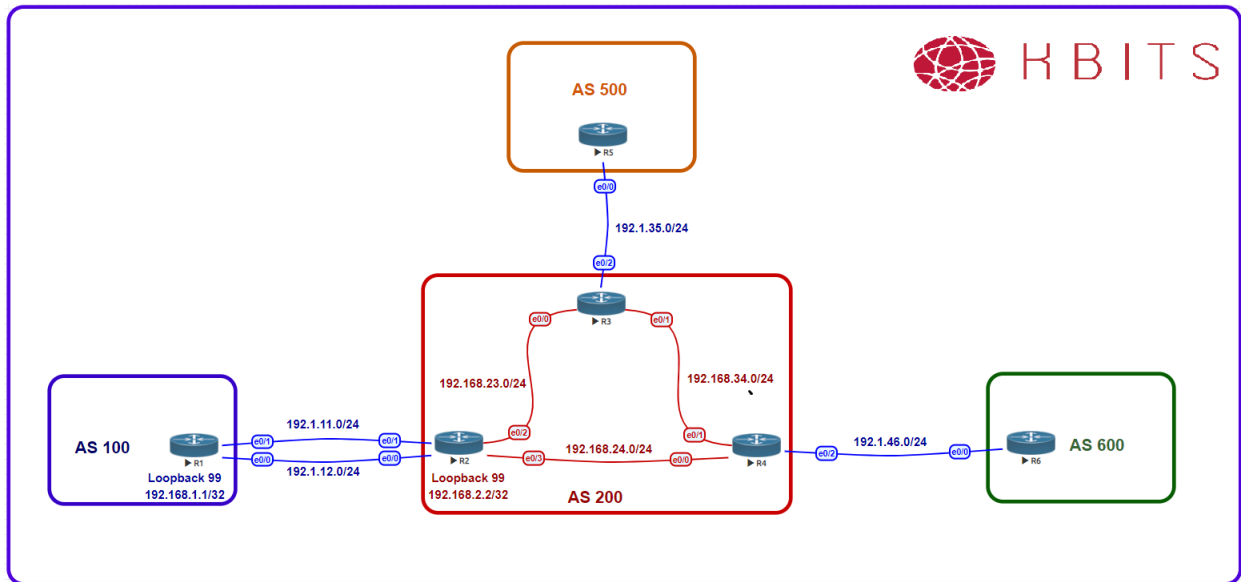 KBITS
AS 500
R5
e0/0
192.1.35.0/24
e0/2
R3
e0/0
e0/1
192.168.23.0/24
192.168.34.0/24
AS 100
192.1.11.0/24
e0/1
e0/1
R1
e0/0
e0/0
192.1.12.0/24
Loopback 99
192.168.1.1/32
e0/2
R2
e0/3
Loopback 99
192.168.2.2/32
192.168.24.0/24
AS 200
e0/1
e0/0
R4
e0/2
192.1.46.0/24
e0/0
R6
AS 600